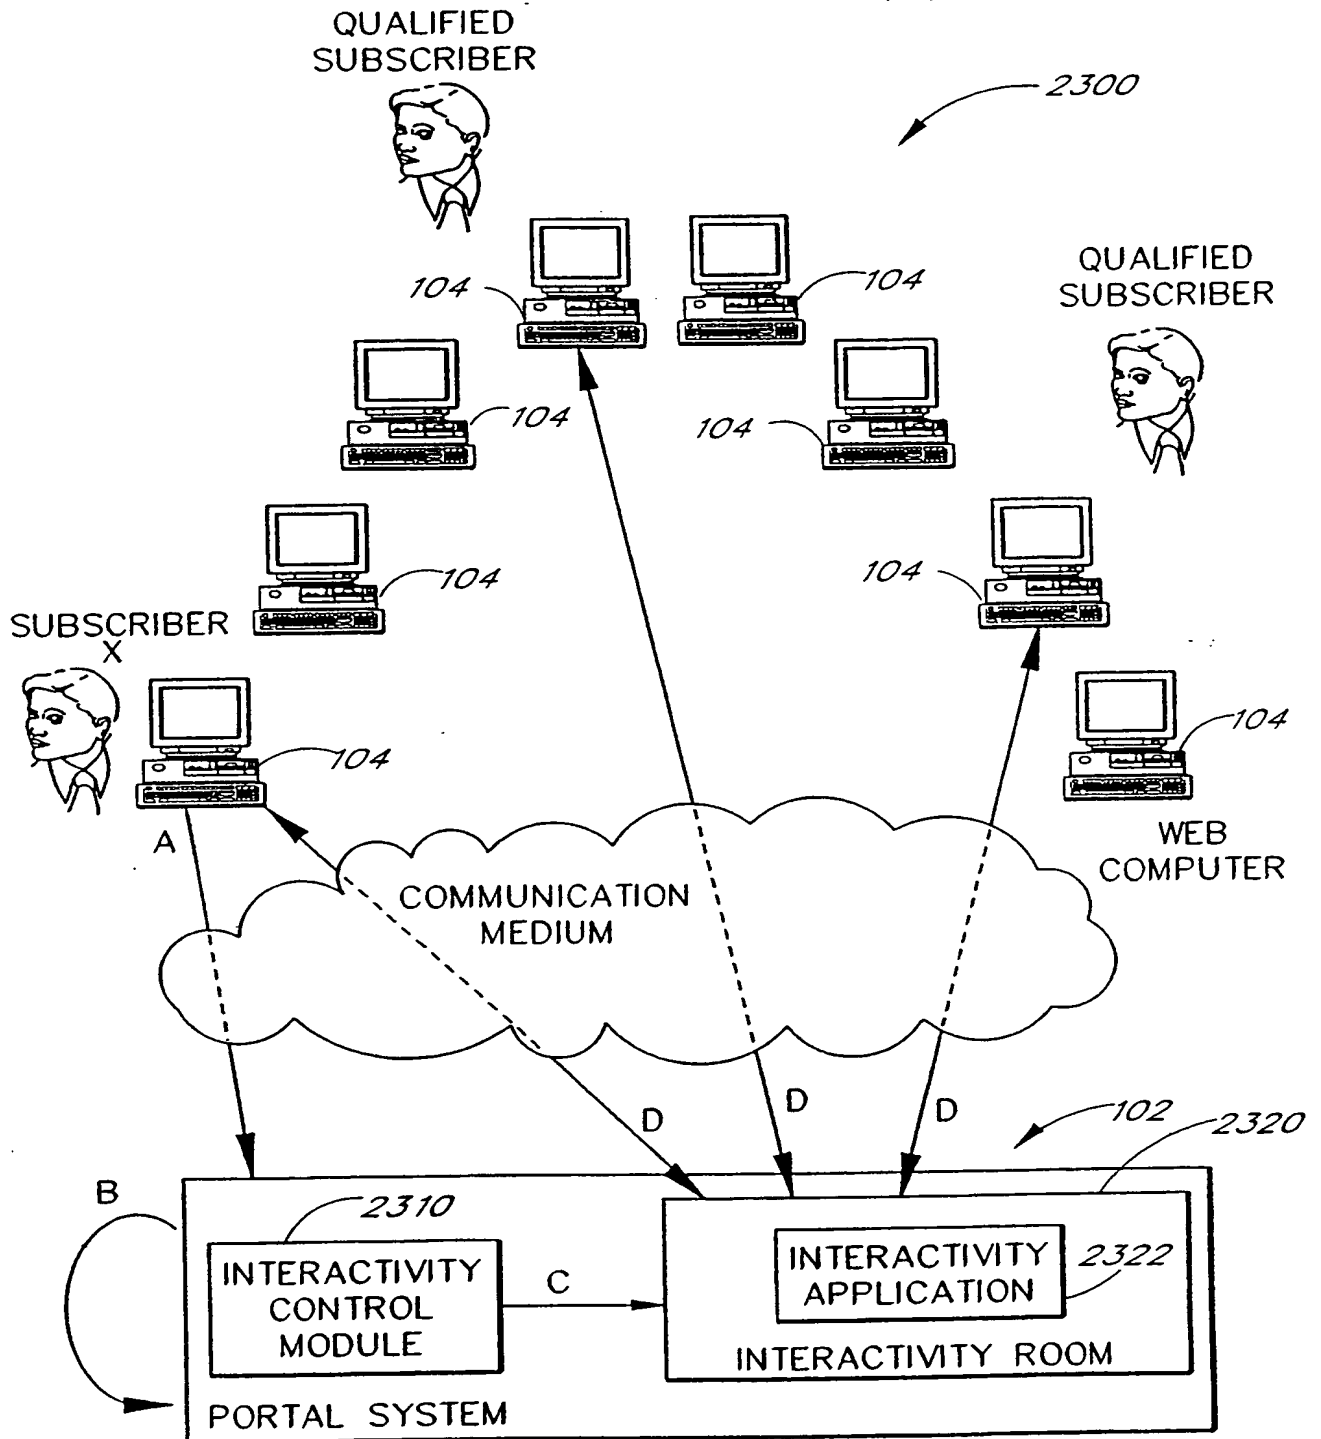 QUALIFIED
SUBSCRIBER
2300
QUALIFIED
SUBSCRIBER
104
104
104
104
104
104
SUBSCRIBER
X
104
104
WEB
COMPUTER
A
COMMUNICATION
MEDIUM
D
D
D
102
2320
B
2310
INTERACTIVITY
CONTROL
MODULE
C
INTERACTIVITY
APPLICATION
2322
INTERACTIVITY ROOM
PORTAL SYSTEM